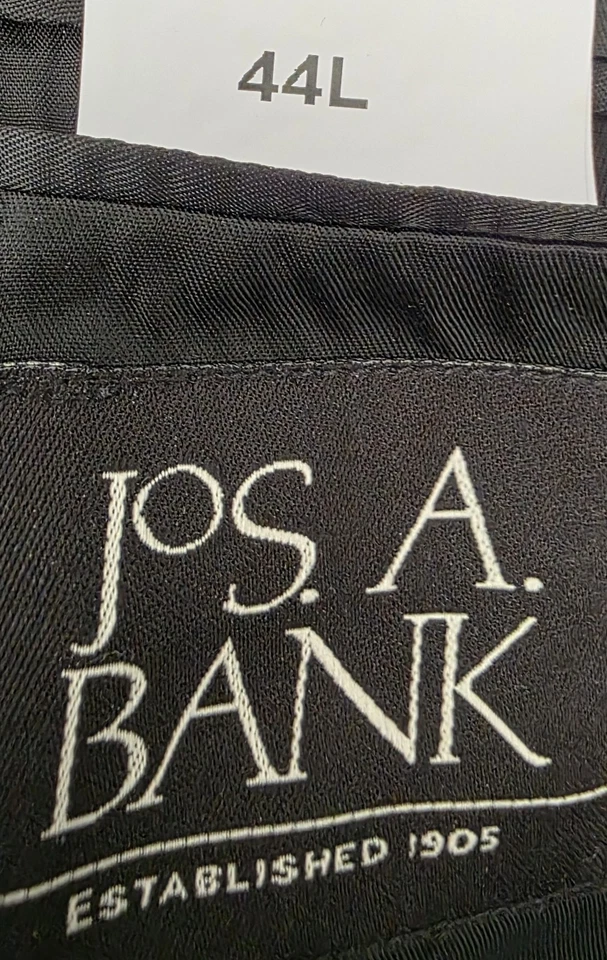 44L
JOS. A.
BANK
ESTABLISHED 1905